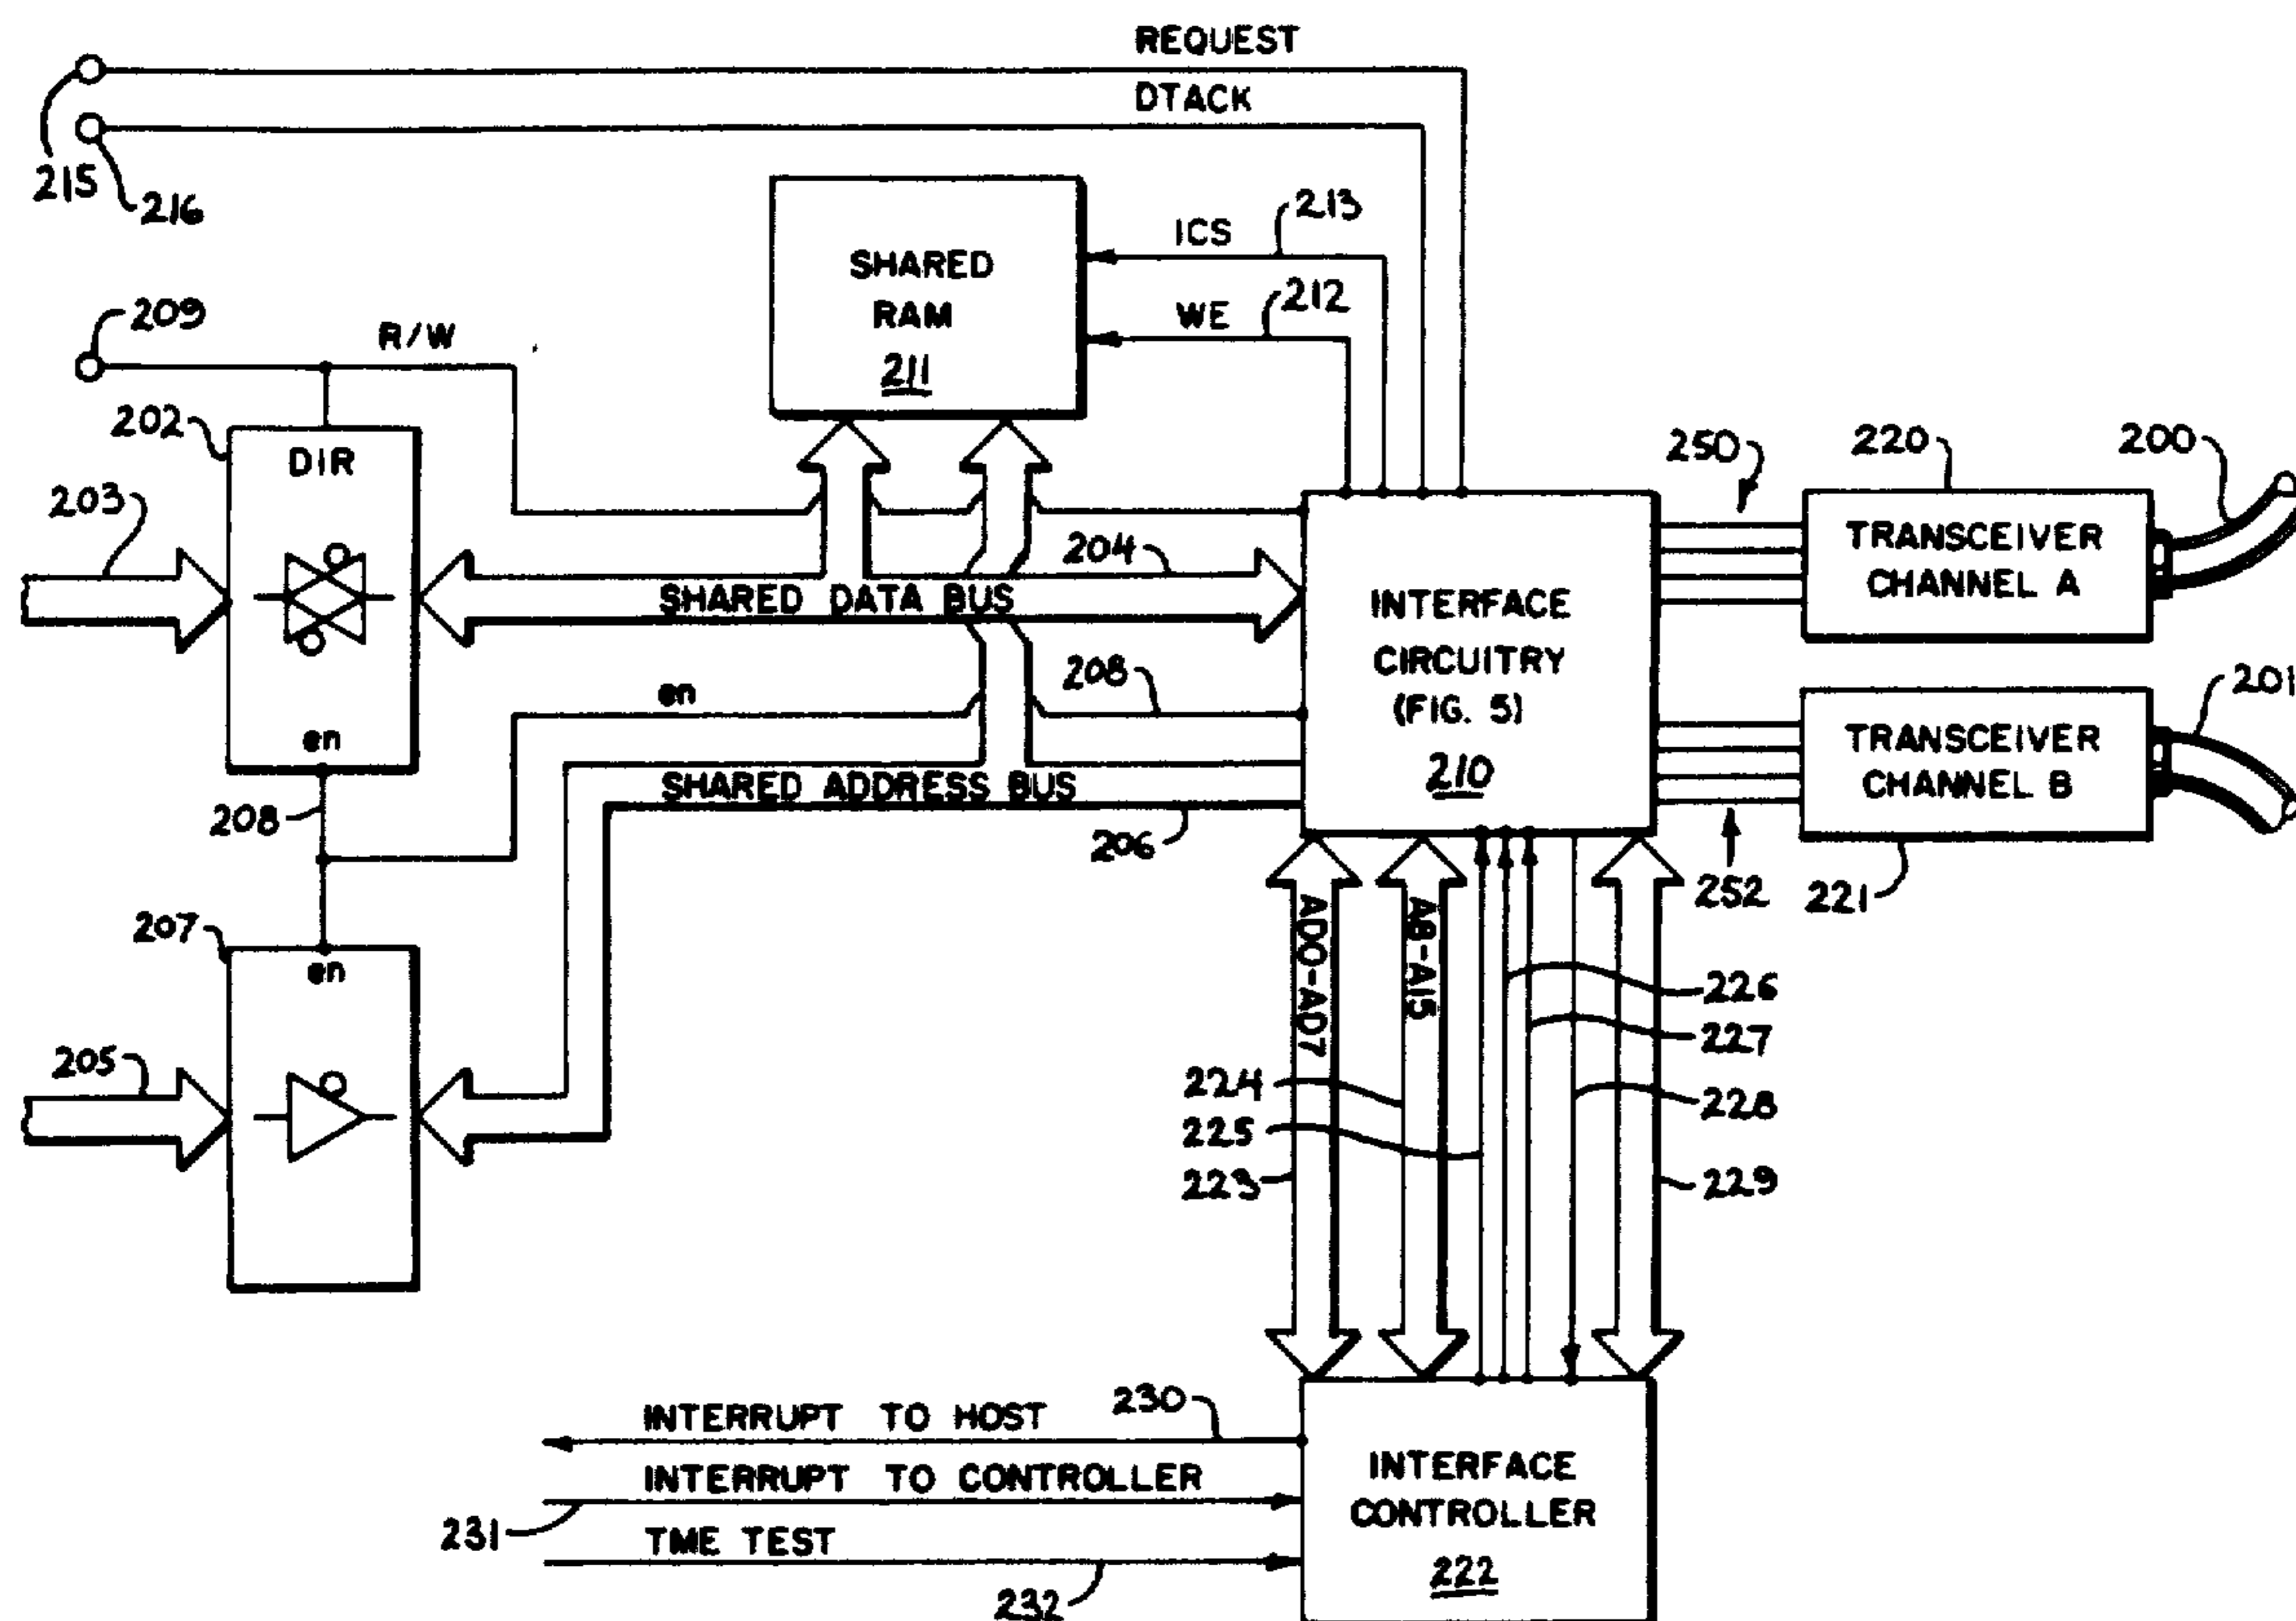 REQUEST
DTACK
215
216
213
ICS
212
WE
SHARED
RAM
211
209
R/W
202
DIR
203
204
SHARED DATA BUS
en
en
208
208
SHARED ADDRESS BUS
206
207
en
205
INTERFACE
CIRCUITRY
(FIG. 5)
210
250
220
200
TRANSCEIVER
CHANNEL A
201
TRANSCEIVER
CHANNEL B
252
221
AD0-AD7
A8-A15
226
227
224
228
225
223
229
INTERRUPT TO HOST
230
INTERRUPT TO CONTROLLER
231
TME TEST
232
INTERFACE
CONTROLLER
222